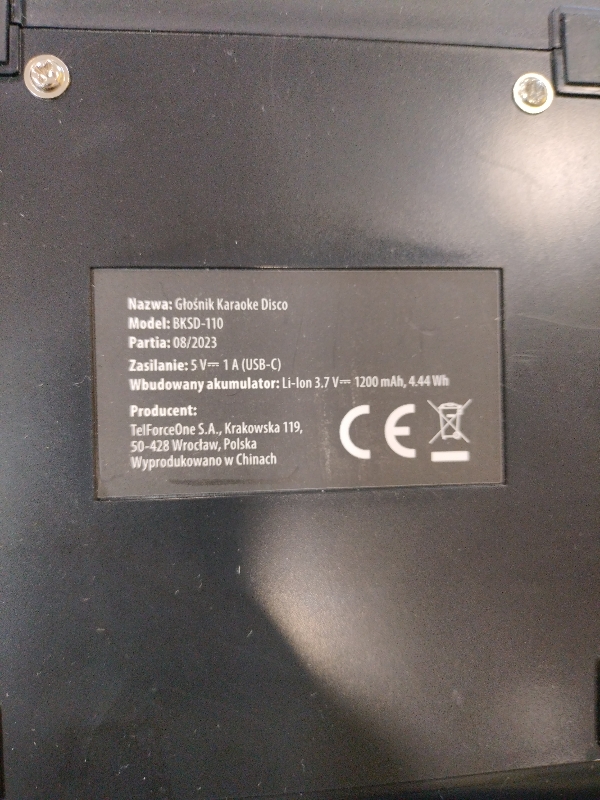 Nazwa: Głośnik Karaoke Disco
Model: BKSD-110
Partia: 08/2023
Zasilanie: 5 V⎓ 1 A (USB-C)
Wbudowany akumulator: Li-Ion 3.7 V⎓ 1200 mAh, 4.44 Wh
Producent:
TelForceOne S.A., Krakowska 119,
50-428 Wrocław, Polska
Wyprodukowano w Chinach
CE